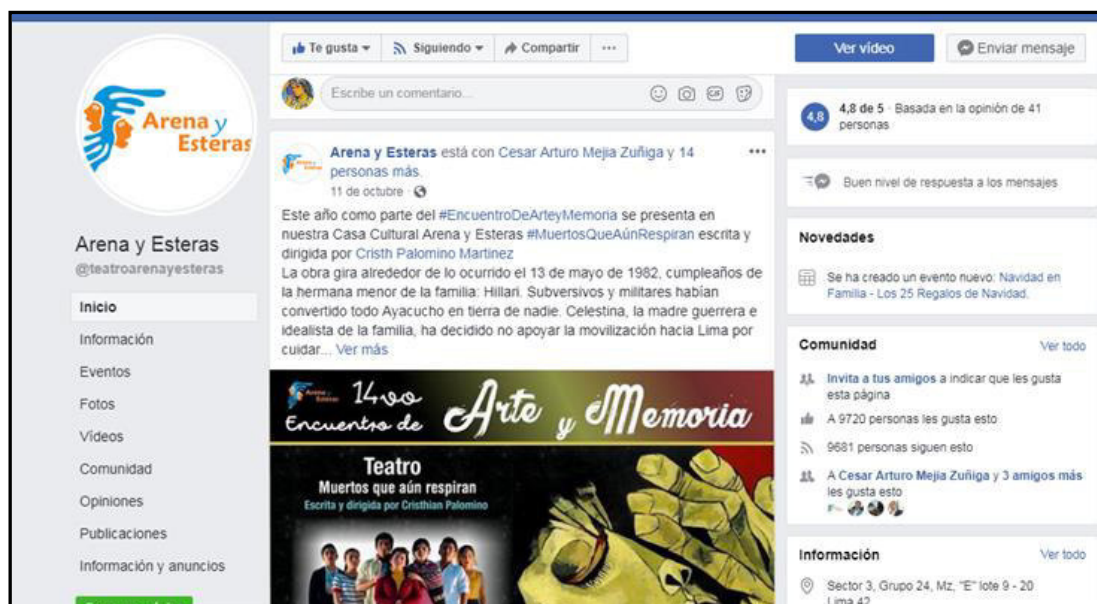 Arena y
Esteras
Arena y Esteras
@teatroarenayesteras
Inicio
Información
Eventos
Fotos
Vídeos
Comunidad
Opiniones
Publicaciones
Información y anuncios
Te gusta
Siguiendo
Compartir
Ver vídeo
Enviar mensaje
Escribe un comentario...
GIF
Arena y Esteras está con Cesar Arturo Mejia Zuñiga y 14
personas más.
11 de octubre ·
Este año como parte del #EncuentroDeArteyMemoria se presenta en
nuestra Casa Cultural Arena y Esteras #MuertosQueAúnRespiran escrita y
dirigida por Cristh Palomino Martinez
La obra gira alrededor de lo ocurrido el 13 de mayo de 1982, cumpleaños de
la hermana menor de la familia: Hillari. Subversivos y militares habían
convertido todo Ayacucho en tierra de nadie. Celestina, la madre guerrera e
idealista de la familia, ha decidido no apoyar la movilización hacia Lima por
cuidar... Ver más
14vo
Encuentro de Arte y Memoria
Teatro
Muertos que aún respiran
Escrita y dirigida por Cristhian Palomino
4,8
4,8 de 5 · Basada en la opinión de 41
personas
Buen nivel de respuesta a los mensajes
Novedades
Se ha creado un evento nuevo: Navidad en
Familia - Los 25 Regalos de Navidad.
Comunidad
Ver todo
Invita a tus amigos a indicar que les gusta
esta página
A 9720 personas les gusta esto
9681 personas siguen esto
A Cesar Arturo Mejia Zuñiga y 3 amigos más
les gusta esto
Información
Ver todo
Sector 3, Grupo 24, Mz, "E" lote 9 - 20
Lima 42